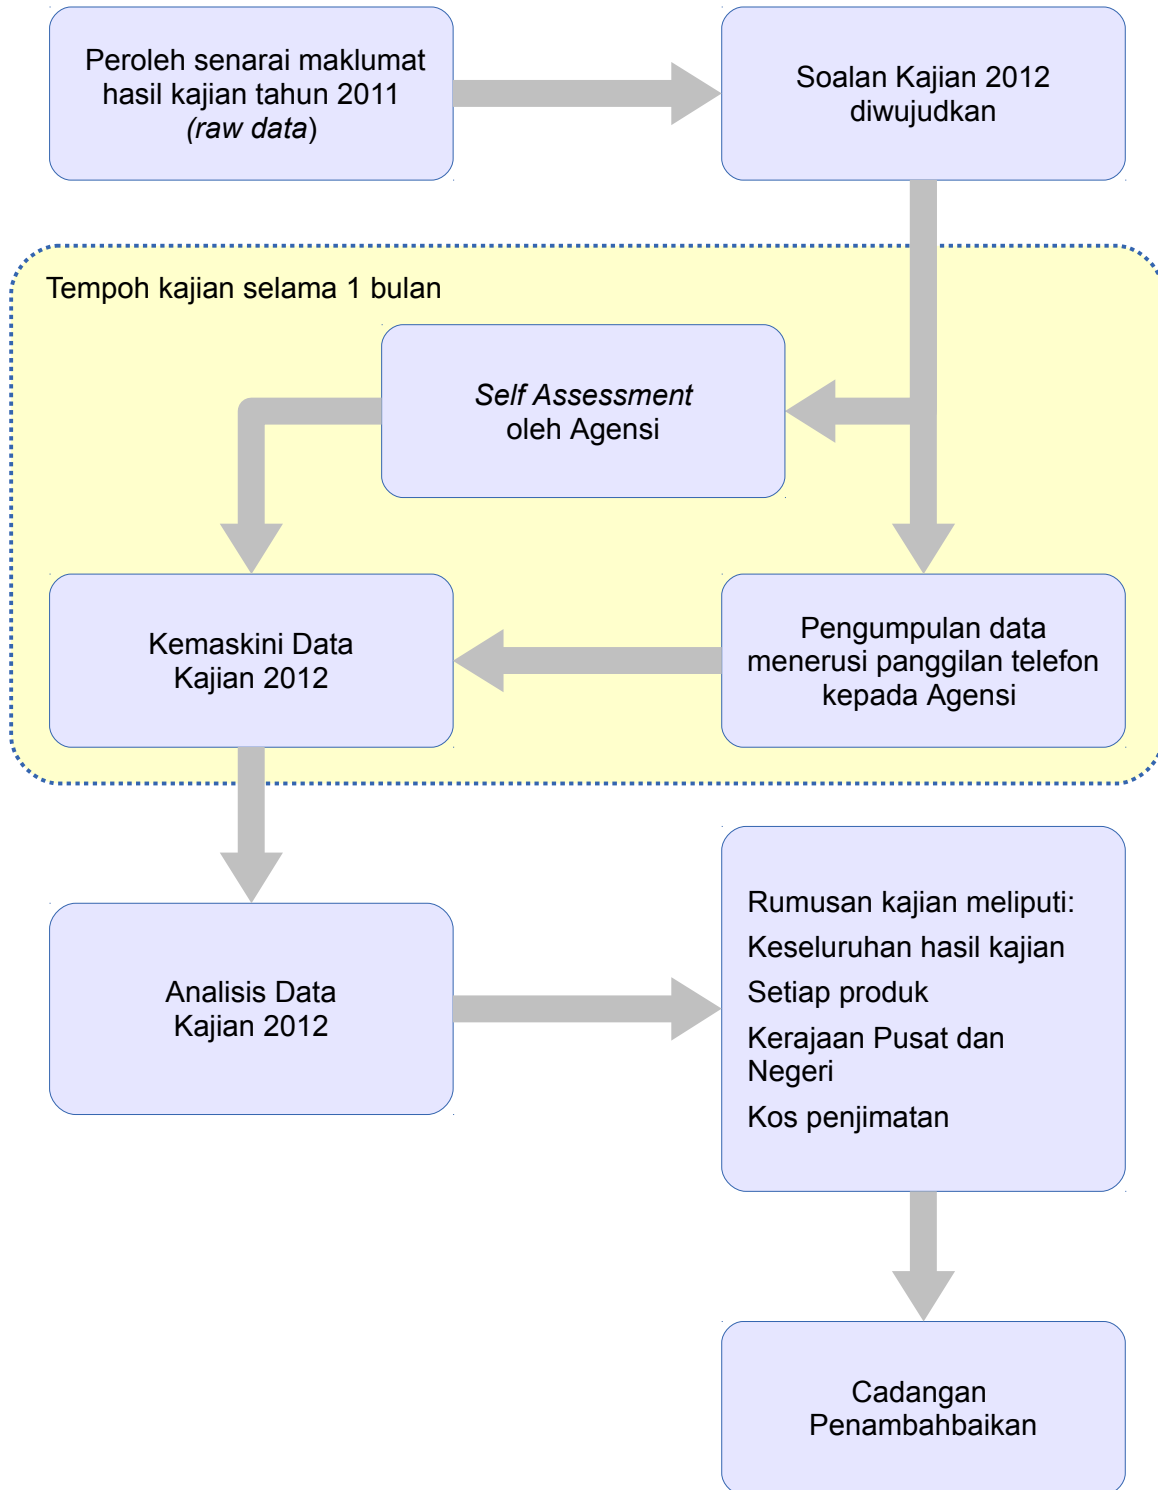 Peroleh senarai maklumat
hasil kajian tahun 2011
(raw data)
Soalan Kajian 2012
diwujudkan
Tempoh kajian selama 1 bulan
Self Assessment
oleh Agensi
Kemaskini Data
Kajian 2012
Pengumpulan data
menerusi panggilan telefon
kepada Agensi
Analisis Data
Kajian 2012
Rumusan kajian meliputi:
Keseluruhan hasil kajian
Setiap produk
Kerajaan Pusat dan
Negeri
Kos penjimatan
Cadangan
Penambahbaikan